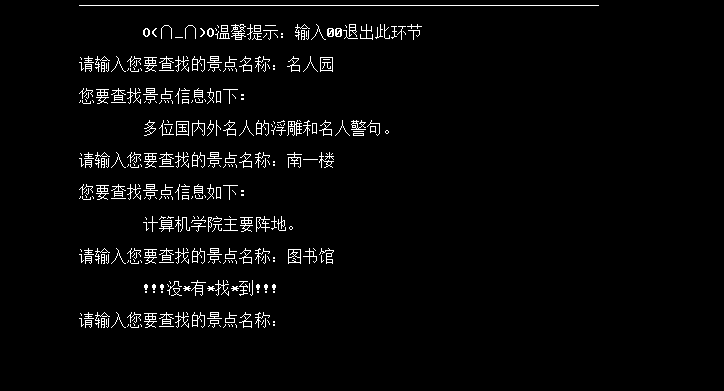 O(∩_∩)O温馨提示：输入00退出此环节
请输入您要查找的景点名称：名人园
您要查找景点信息如下：
多位国内外名人的浮雕和名人警句。
请输入您要查找的景点名称：南一楼
您要查找景点信息如下：
计算机学院主要阵地。
请输入您要查找的景点名称：图书馆
!!!没*有*找*到!!!
请输入您要查找的景点名称：